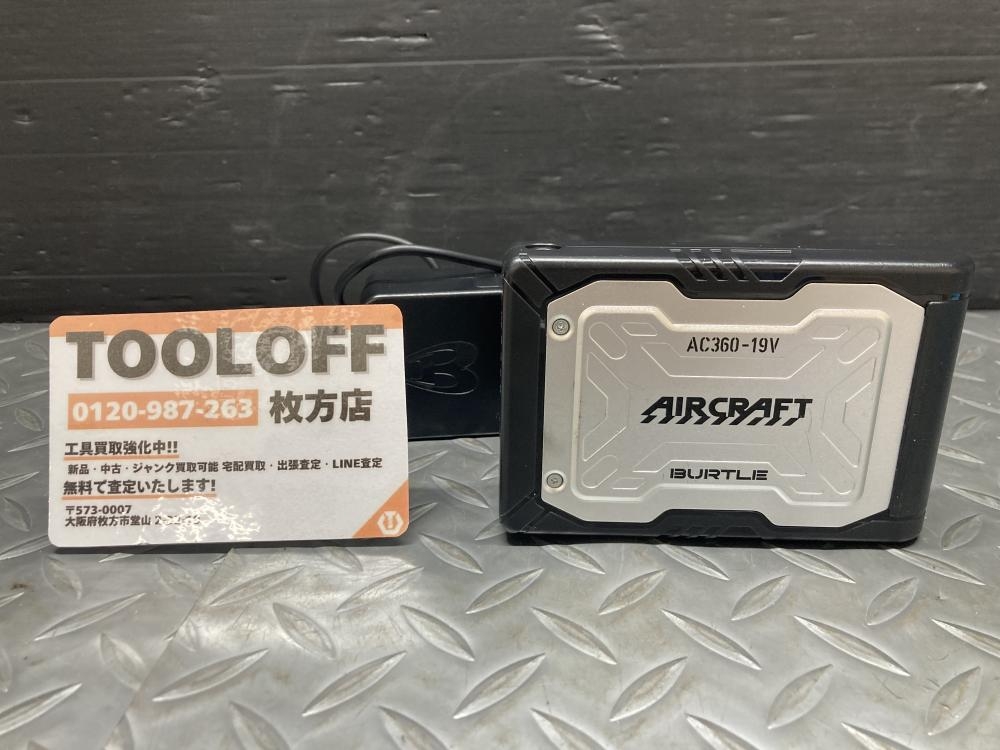 TOOLOFF
0120-987-263 枚方店
工具買取強化中!!
新品・中古・ジャンク買取可能 宅配買取・出張査定・LINE査定
無料で査定いたします!
〒573-0007
大阪府枚方市堂山
AC360-19V
AIRCRAFT
BURTLE